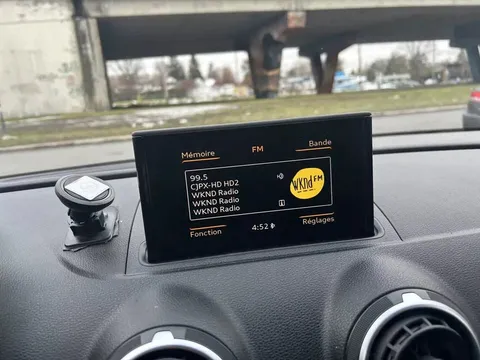 Mémoire
FM
Bande
99.5
CJPX-HD HD2
WKND Radio
WKND Radio
WKND Radio
WKNd FM
Fonction
4:52
Réglages